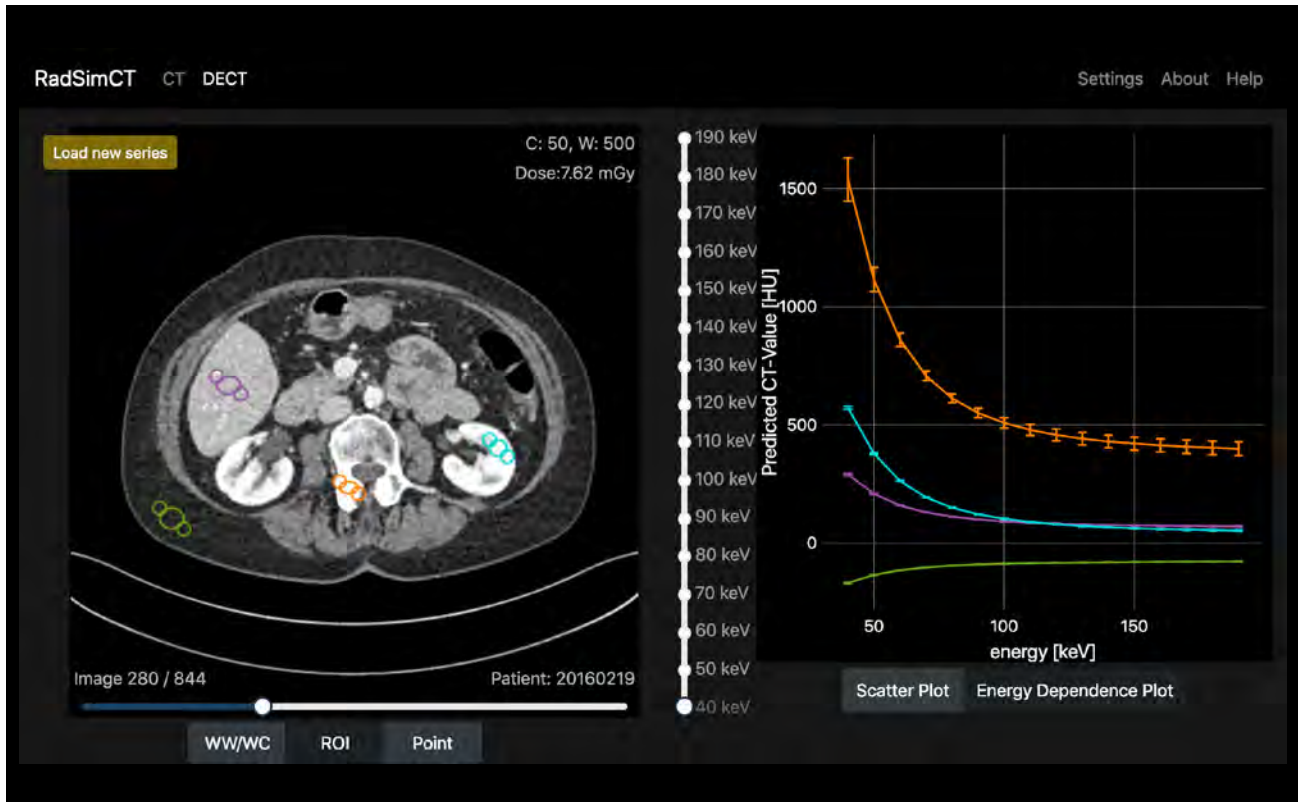 RadSimCT CT DECT
Settings About Help
Load new series
C: 50, W: 500
Dose:7.62 mGy
Image 280 / 844
Patient: 20160219
WW/WC ROI Point
190 keV
180 keV
170 keV
160 keV
150 keV
140 keV
130 keV
120 keV
110 keV
100 keV
90 keV
80 keV
70 keV
60 keV
50 keV
40 keV
Predicted CT-Value [HU]
1500
1000
500
0
50 100 150
energy [keV]
Scatter Plot Energy Dependence Plot